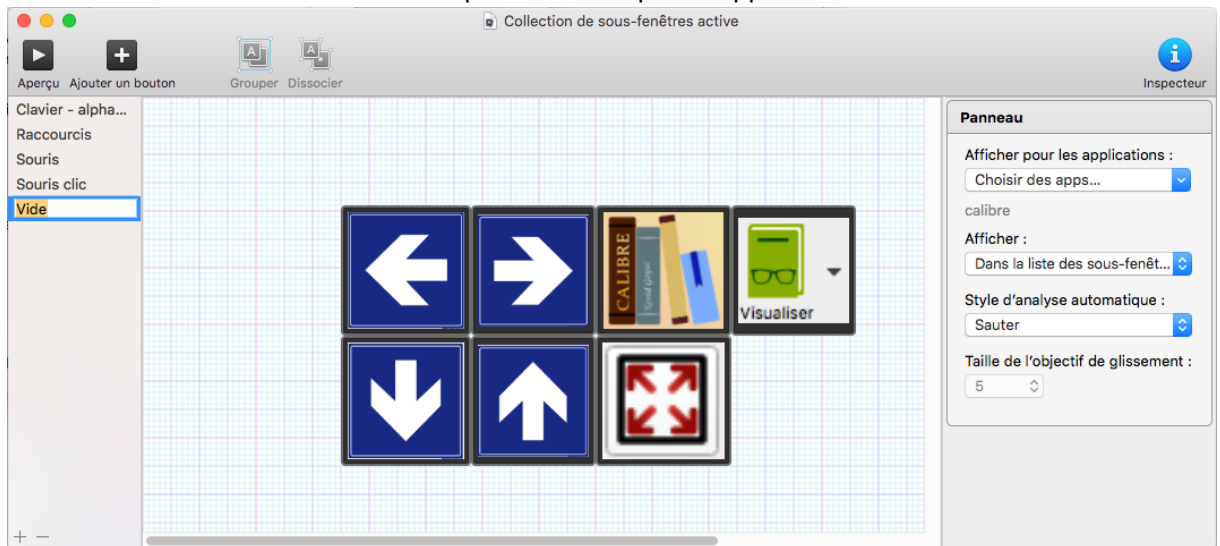 Collection de sous-fenêtres active
Aperçu Ajouter un bouton Grouper Dissocier Inspecteur
Clavier - alpha...
Raccourcis
Souris
Souris clic
Vide
CALIBRE
Visualiser
Panneau
Afficher pour les applications :
Choisir des apps...
calibre
Afficher :
Dans la liste des sous-fenêt...
Style d'analyse automatique :
Sauter
Taille de l'objectif de glissement :
5